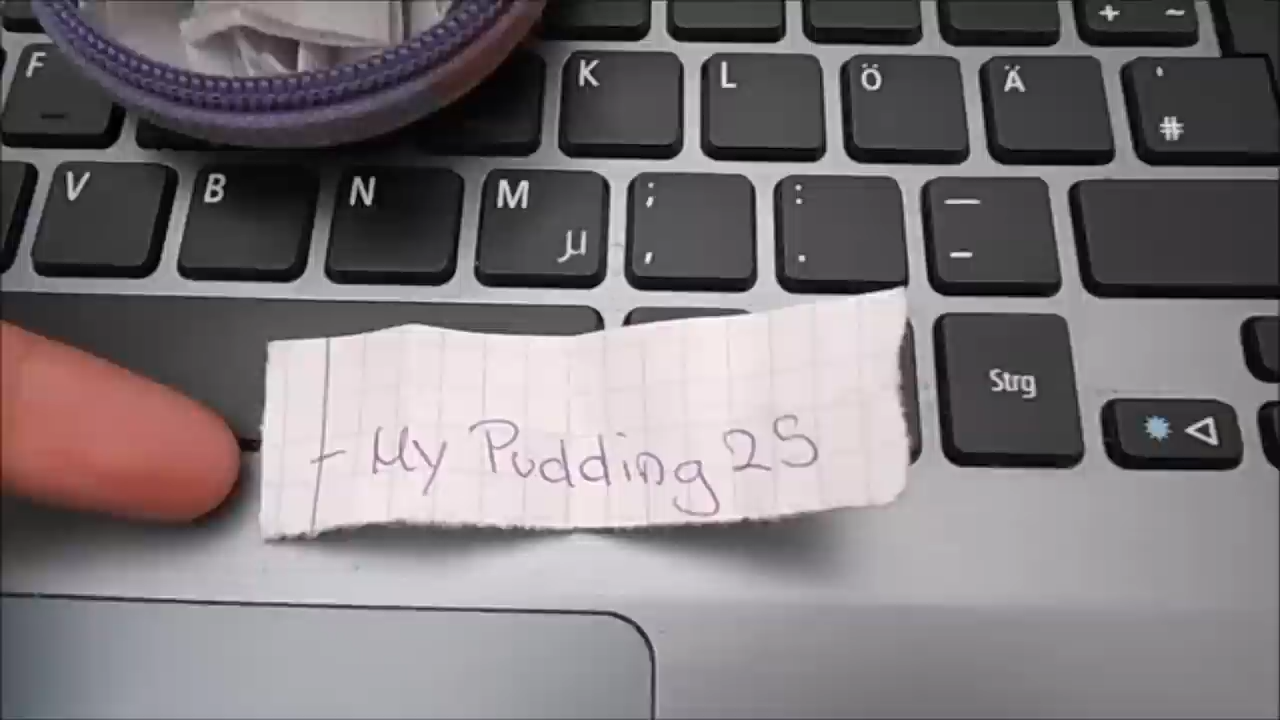 + ~
F K L Ö Ä ' #
V B N M µ ; , : . _ -
Strg
- My Pudding 25